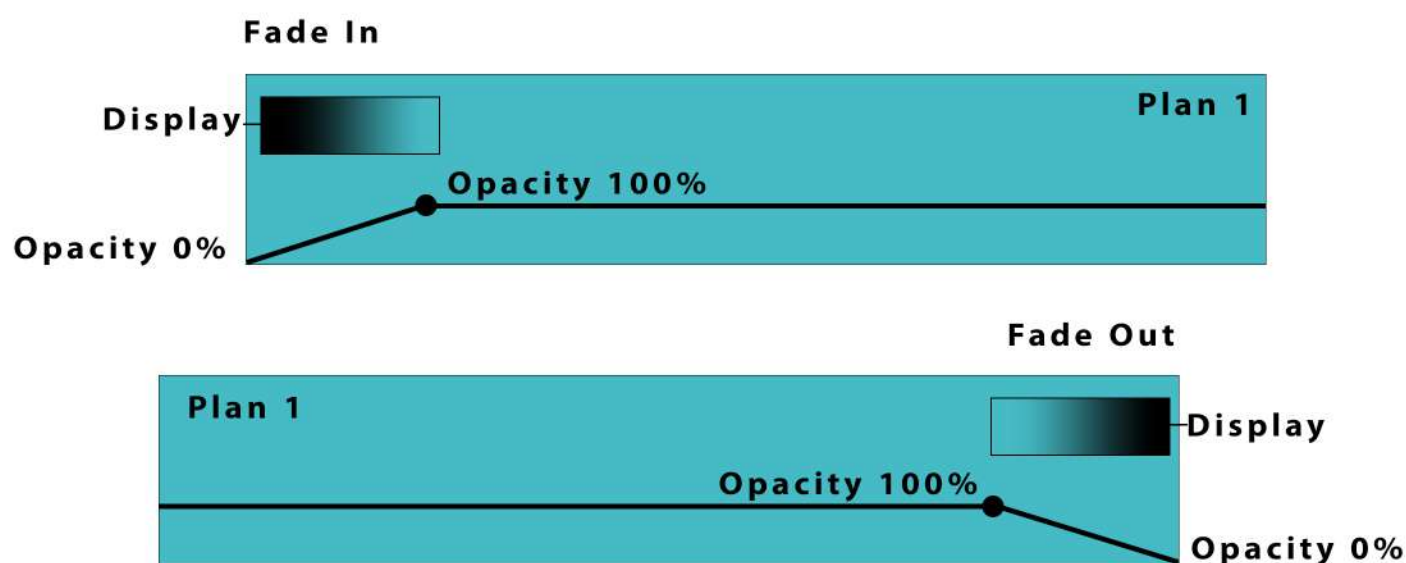 Fade In
Display
Plan 1
Opacity 100%
Opacity 0%
Fade Out
Plan 1
Display
Opacity 100%
Opacity 0%